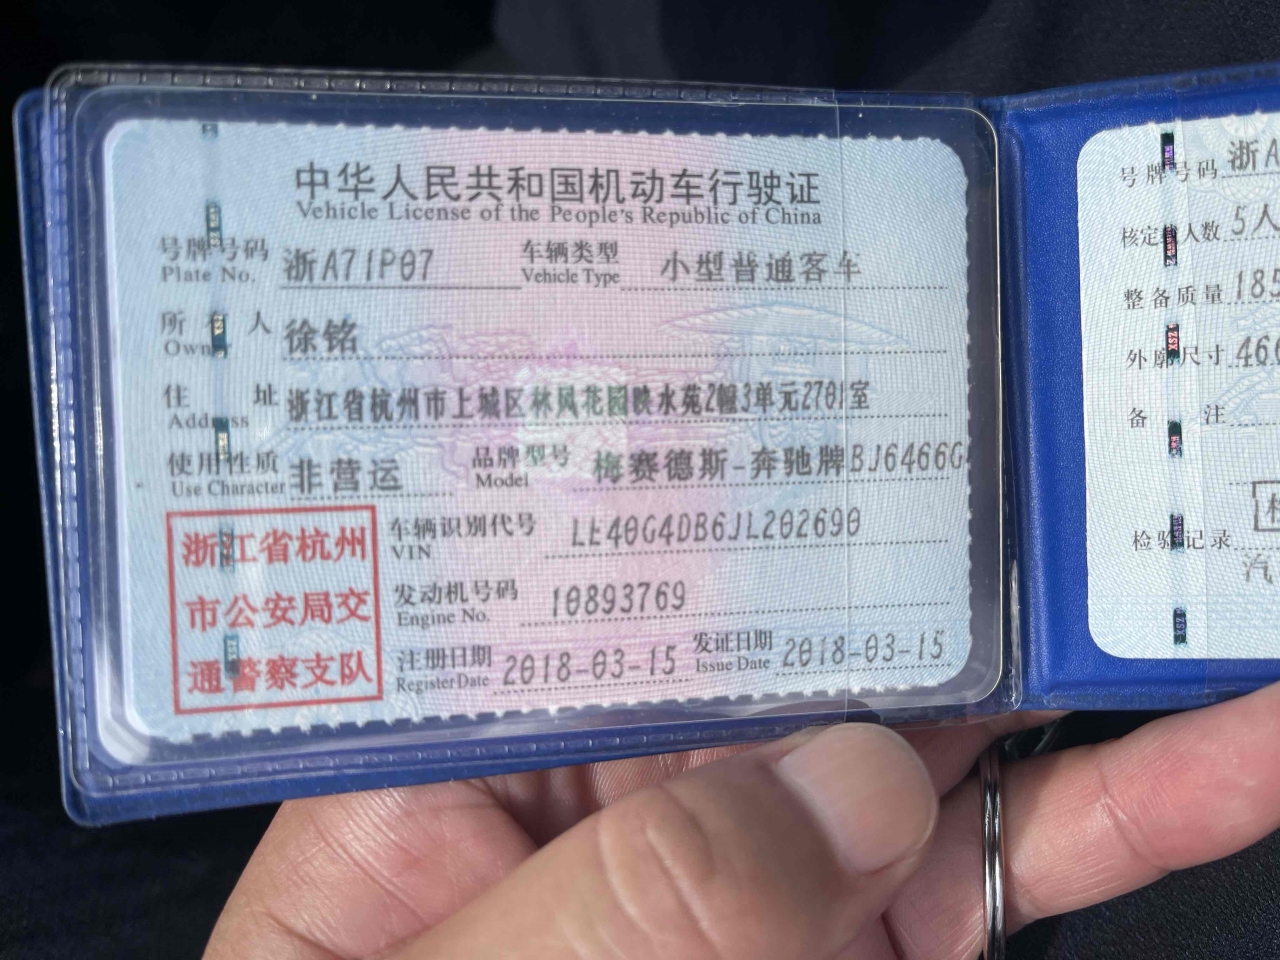 中华人民共和国机动车行驶证
Vehicle License of the People's Republic of China
号牌号码 浙A71P07 车辆类型 小型普通客车
Plate No. Vehicle Type
所有人 徐铭
Owner
住址 浙江省杭州市上城区林风花园映水苑2幢3单元2701室
Address
使用性质 非营运 品牌型号 梅赛德斯-奔驰牌BJ6466G
Use Character Model
浙江省杭州
市公安局交
通警察支队
车辆识别代号 LE40G4DB6JL202690
VIN
发动机号码 10893769
Engine No.
注册日期 2018-03-15 发证日期 2018-03-15
Register Date Issue Date
号牌号码 浙A
核定载人数 5人
整备质量 185
外廓尺寸 466
备注
检验记录
汽